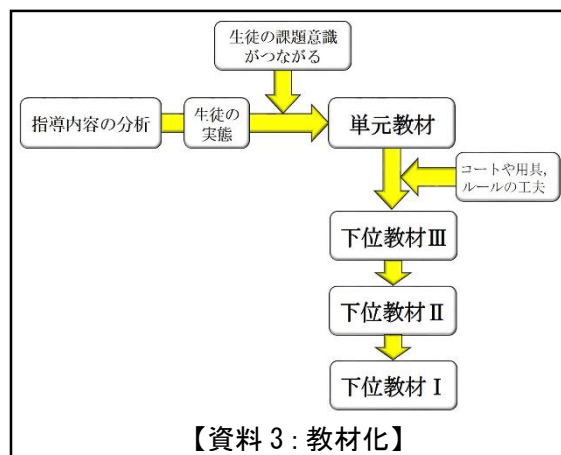 生徒の課題意識
がつながる
指導内容の分析
生徒の
実態
単元教材
コートや用具,
ルールの工夫
下位教材Ⅲ
下位教材Ⅱ
下位教材Ⅰ
【資料3:教材化】